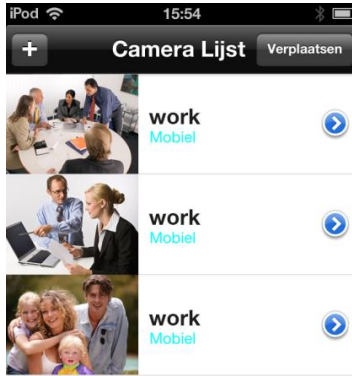 iPod 15:54
+ Camera Lijst Verplaatsen
work
Mobiel
work
Mobiel
work
Mobiel